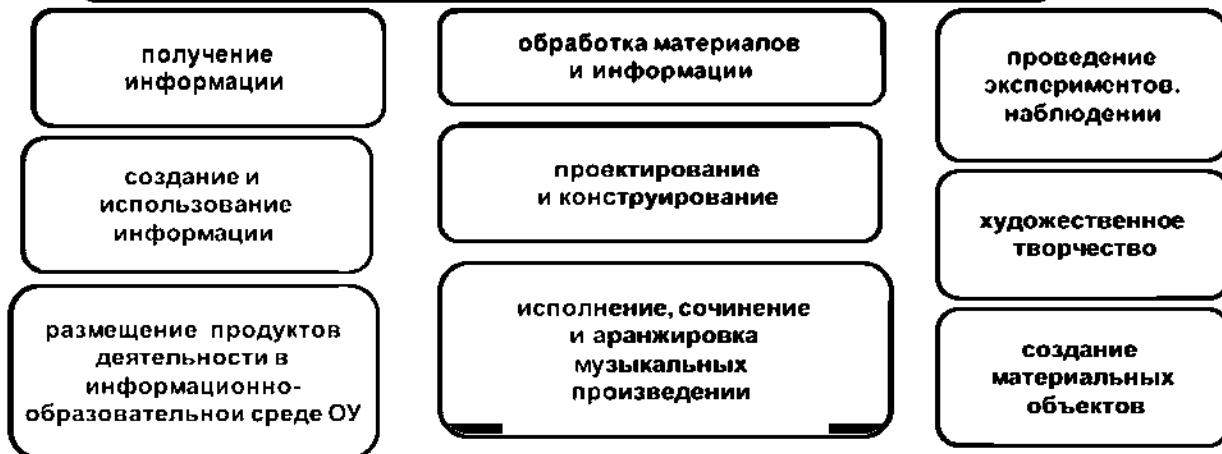 получение
информации
создание и
использование
информации
размещение продуктов
деятельности в
информационно-
образовательнои среде ОУ
обработка материалов
и информации
проектирование
и конструирование
исполнение, сочинение
и аранжировка
музыкальных
произведении
проведение
экспериментов.
наблюдении
художественное
творчество
создание
материальных
объектов